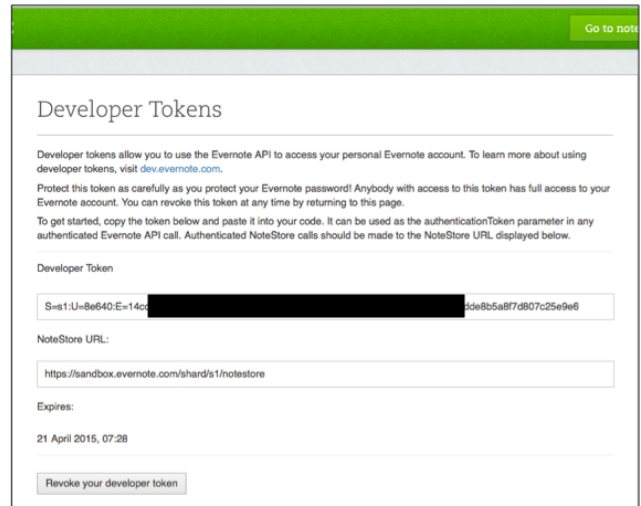 Go to note
Developer Tokens
Developer tokens allow you to use the Evernote API to access your personal Evernote account. To learn more about using
developer tokens, visit dev.evernote.com.
Protect this token as carefully as you protect your Evernote password! Anybody with access to this token has full access to your
Evernote account. You can revoke this token at any time by returning to this page.
To get started, copy the token below and paste it into your code. It can be used as the authenticationToken parameter in any
authenticated Evernote API call. Authenticated NoteStore calls should be made to the NoteStore URL displayed below.
Developer Token
S=s1:U=8e640:E=14cc dde8b5a8f7d807c25e9e6
NoteStore URL:
https://sandbox.evernote.com/shard/s1/notestore
Expires:
21 April 2015, 07:28
Revoke your developer token